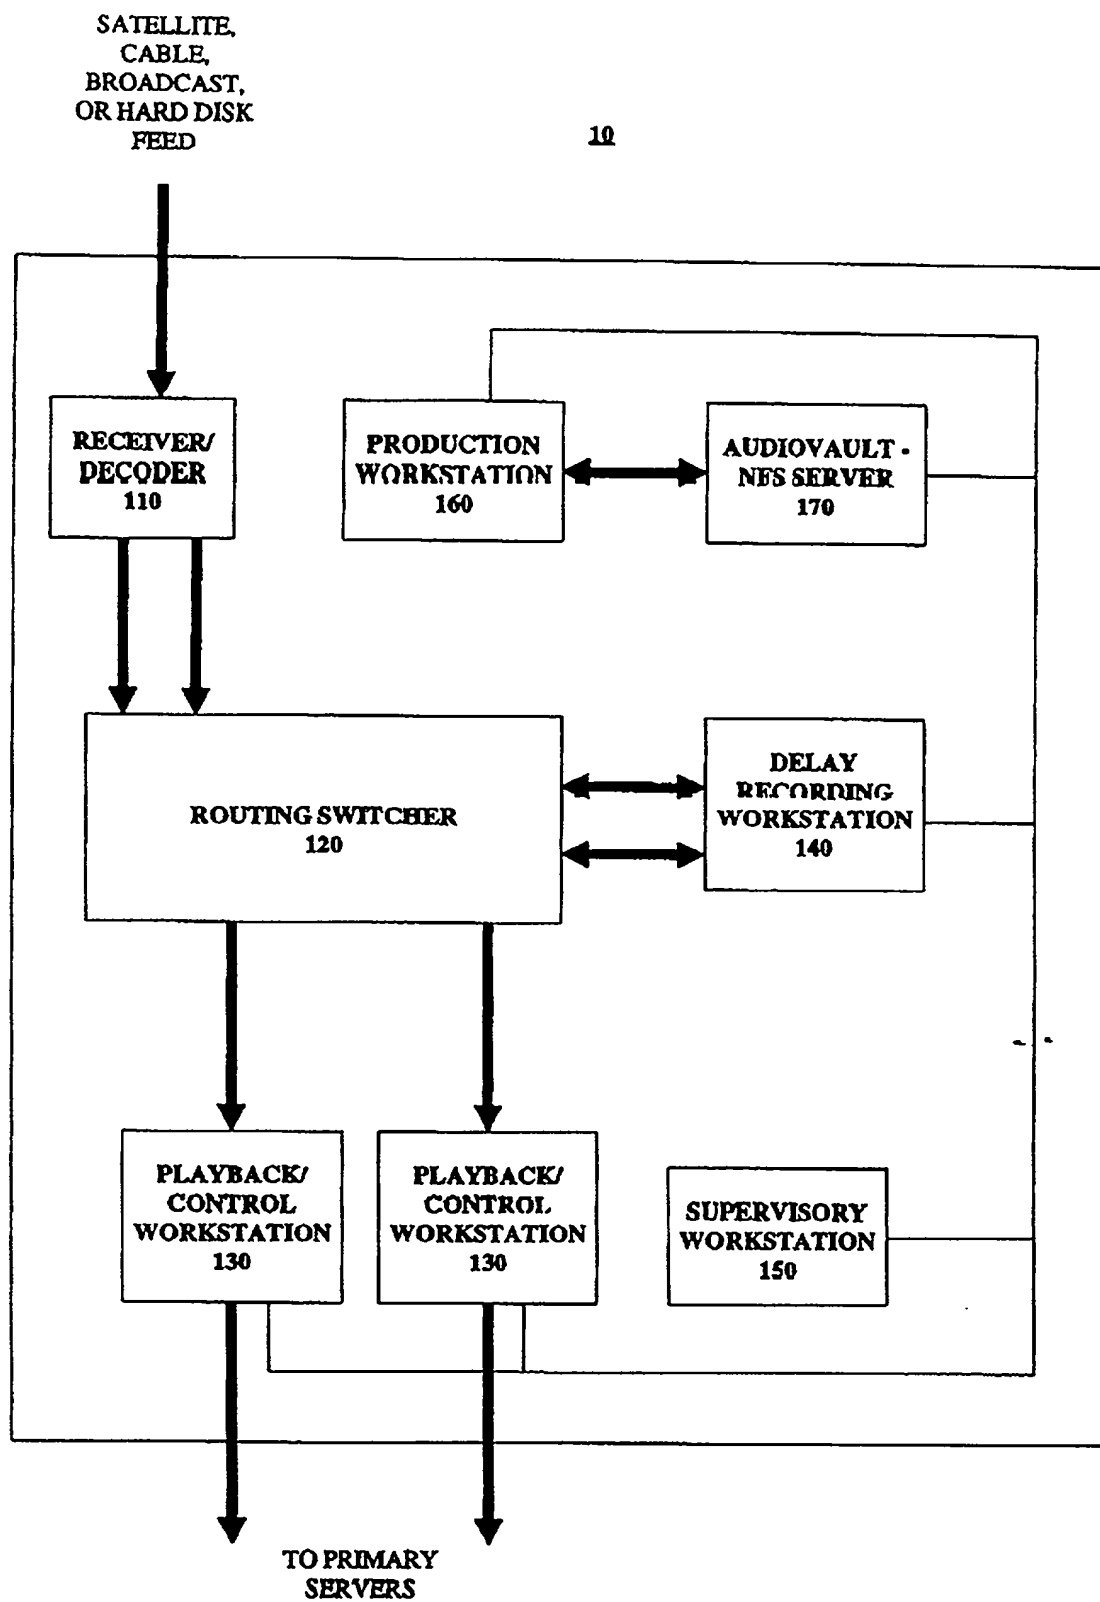 SATELLITE,
CABLE,
BROADCAST,
OR HARD DISK
FEED
10
RECEIVER/
DECODER
110
PRODUCTION
WORKSTATION
160
AUDIOVAULT -
NFS SERVER
170
ROUTING SWITCHER
120
DELAY
RECORDING
WORKSTATION
140
PLAYBACK/
CONTROL
WORKSTATION
130
PLAYBACK/
CONTROL
WORKSTATION
130
SUPERVISORY
WORKSTATION
150
TO PRIMARY
SERVERS